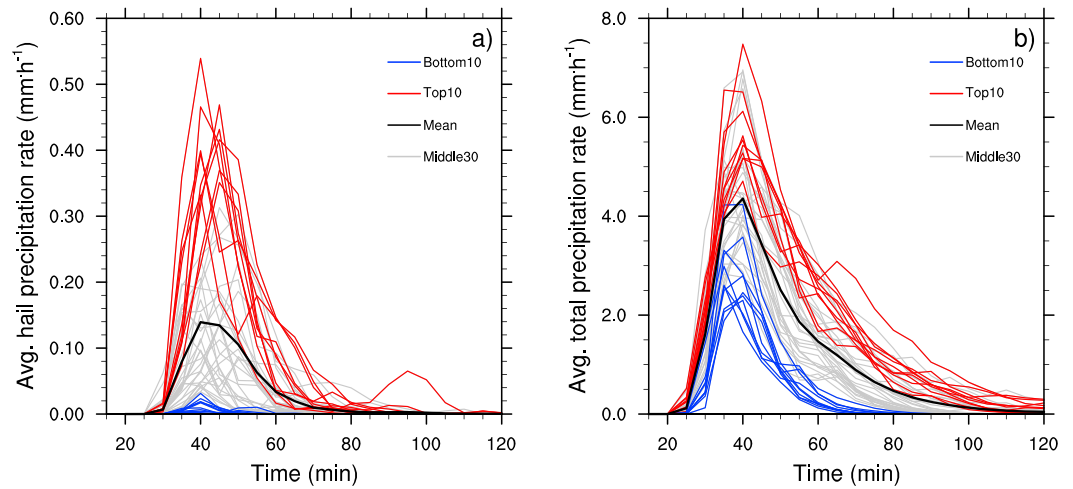 a)
Avg. hail precipitation rate (mm·h⁻¹)
0.60
0.50
0.40
0.30
0.20
0.10
0.00
Bottom10
Top10
Mean
Middle30
20 40 60 80 100 120
Time (min)
b)
Avg. total precipitation rate (mm·h⁻¹)
8.0
6.0
4.0
2.0
0.0
Bottom10
Top10
Mean
Middle30
20 40 60 80 100 120
Time (min)